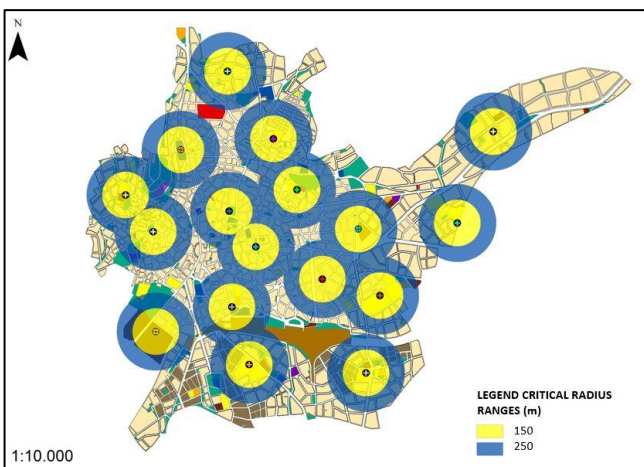 N
LEGEND CRITICAL RADIUS
RANGES (m)
150
250
1:10.000